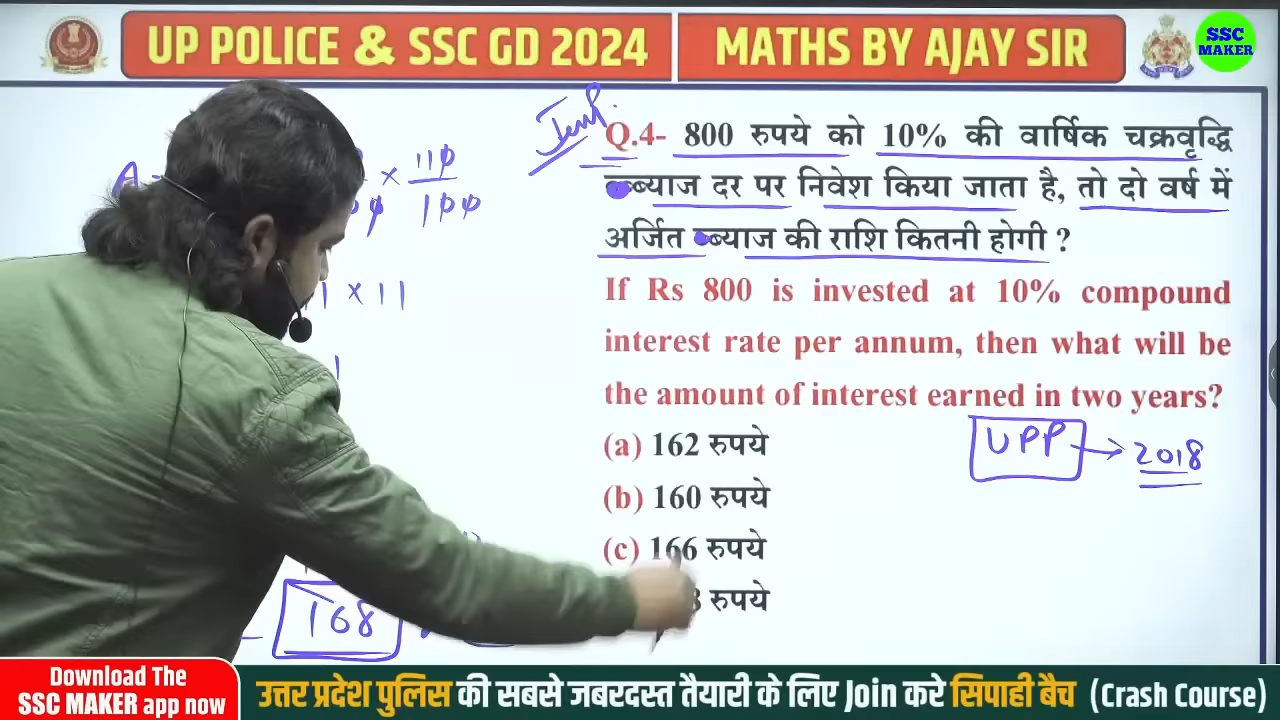 UP POLICE & SSC GD 2024
MATHS BY AJAY SIR
SSC
MAKER
Q.4- 800 रुपये को 10% की वार्षिक चक्रवृद्धि
ब्याज दर पर निवेश किया जाता है, तो दो वर्ष में
अर्जित ब्याज की राशि कितनी होगी ?
If Rs 800 is invested at 10% compound
interest rate per annum, then what will be
the amount of interest earned in two years?
(a) 162 रुपये
(b) 160 रुपये
(c) 166 रुपये
रुपये
UPP → 2018
× 110
100
1 × 11
168
Download The
SSC MAKER app now
उत्तर प्रदेश पुलिस की सबसे जबरदस्त तैयारी के लिए Join करे सिपाही बैच (Crash Course)